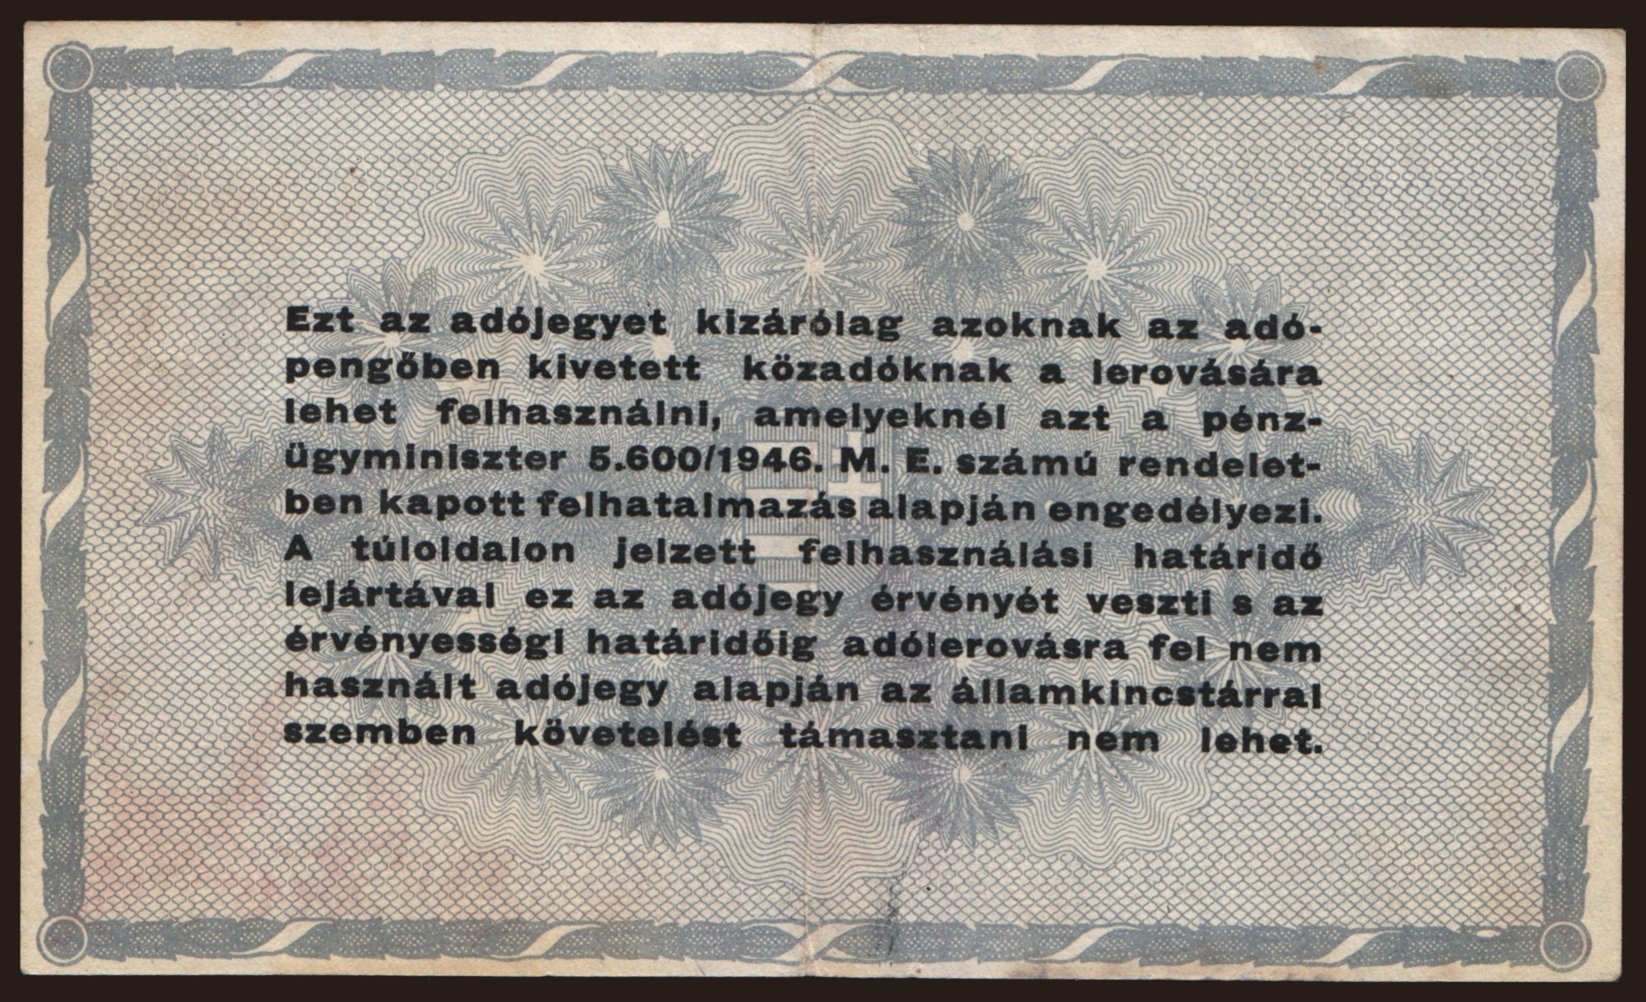 Ezt az adójegyet kizárólag azoknak az adó-
pengőben kivetett közadóknak a lerovására
lehet felhasználni, amelyeknél azt a pénz-
ügyminiszter 5.600/1946. M. E. számú rendelet-
ben kapott felhatalmazás alapján engedélyezi.
A túloldalon jelzett felhasználási határidő
lejártával ez az adójegy érvényét veszti s az
érvényességi határidőig adólerovásra fel nem
használt adójegy alapján az államkincstárral
szemben követelést támasztani nem lehet.